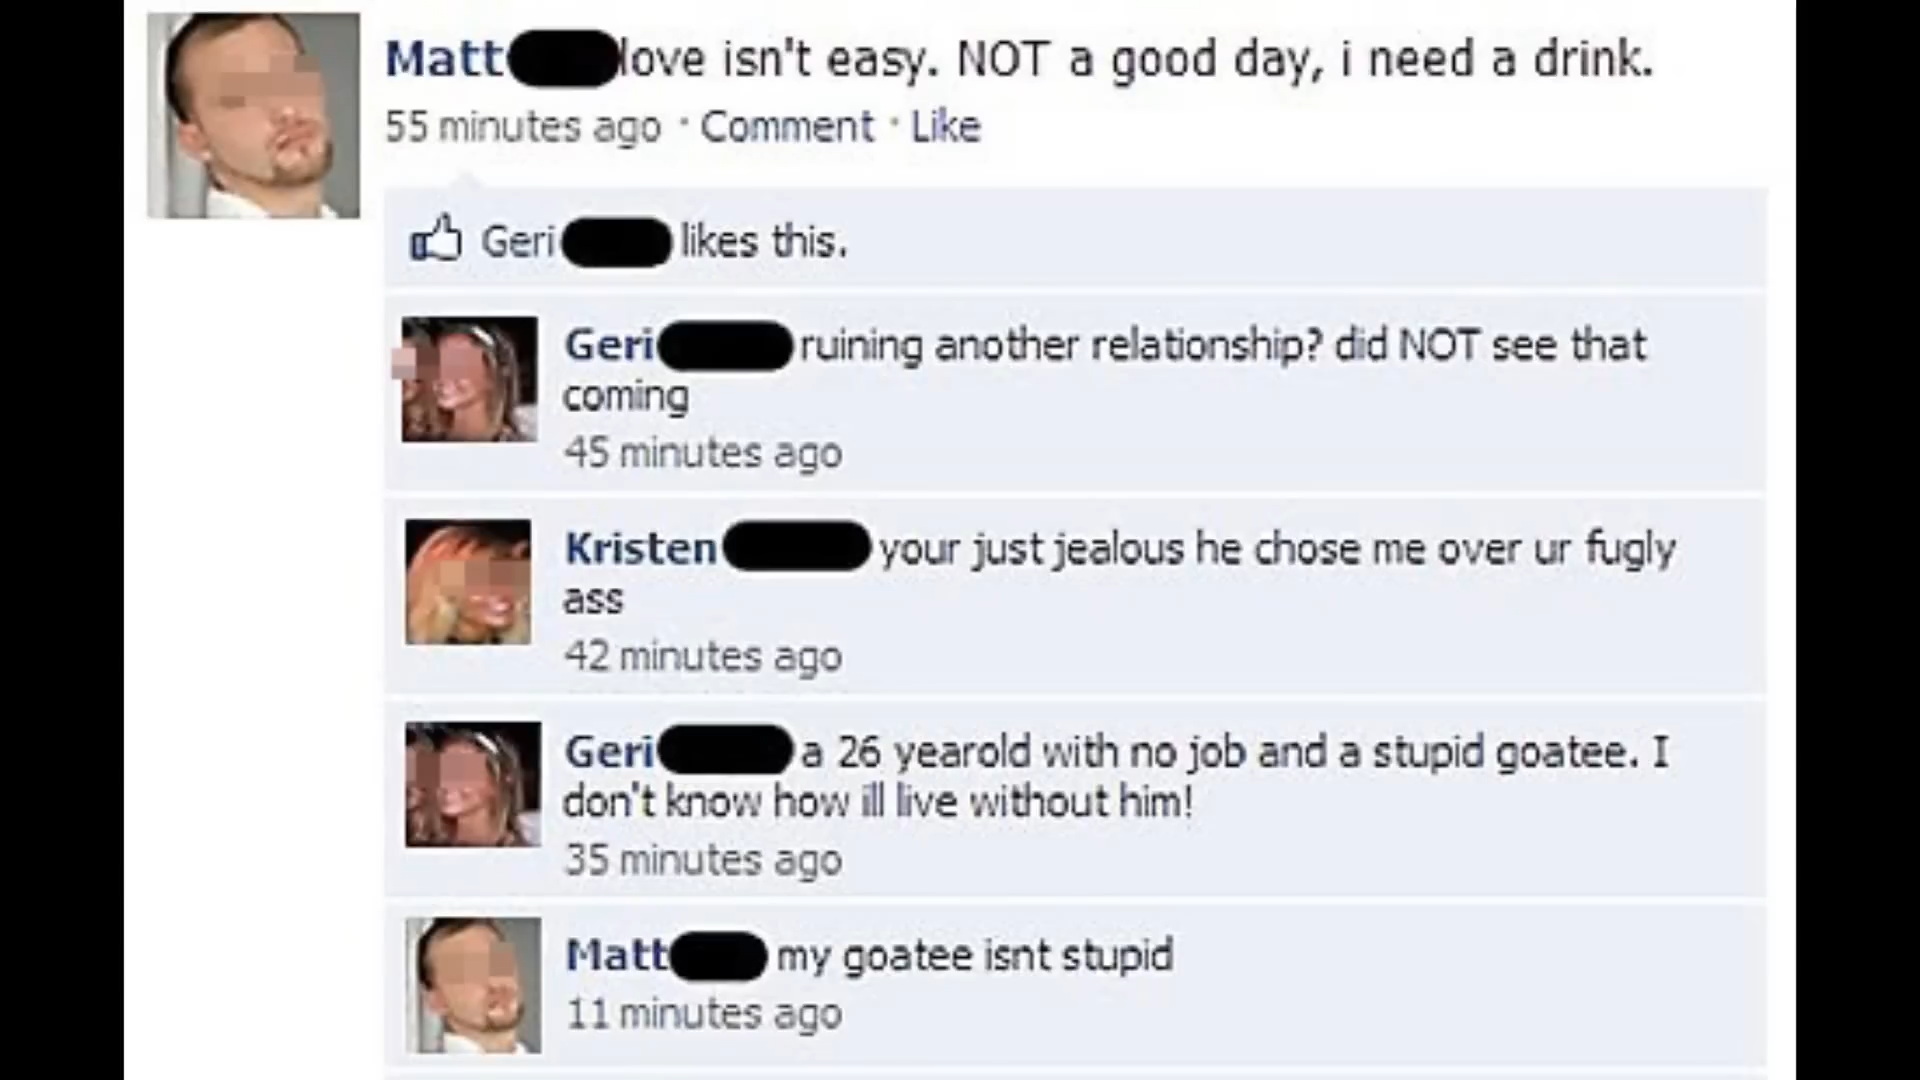 Matt love isn't easy. NOT a good day, i need a drink.
55 minutes ago · Comment · Like
Geri likes this.
Geri ruining another relationship? did NOT see that
coming
45 minutes ago
Kristen your just jealous he chose me over ur fugly
ass
42 minutes ago
Geri a 26 yearold with no job and a stupid goatee. I
don't know how ill live without him!
35 minutes ago
Matt my goatee isnt stupid
11 minutes ago